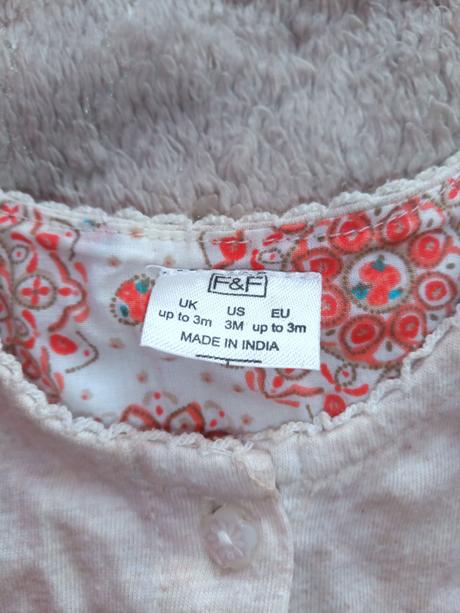 F&F
UK US EU
up to 3m 3M up to 3m
MADE IN INDIA